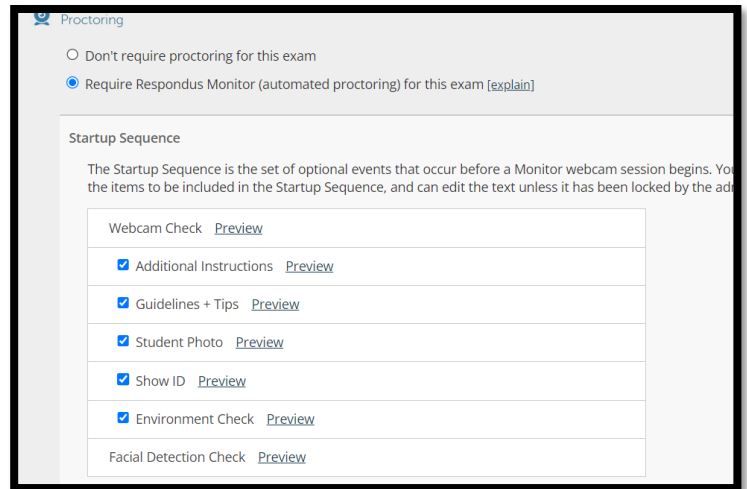 Proctoring
Don't require proctoring for this exam
Require Respondus Monitor (automated proctoring) for this exam [explain]
Startup Sequence
The Startup Sequence is the set of optional events that occur before a Monitor webcam session begins.
the items to be included in the Startup Sequence, and can edit the text unless it has been locked by the
Webcam Check Preview
Additional Instructions Preview
Guidelines + Tips Preview
Student Photo Preview
Show ID Preview
Environment Check Preview
Facial Detection Check Preview